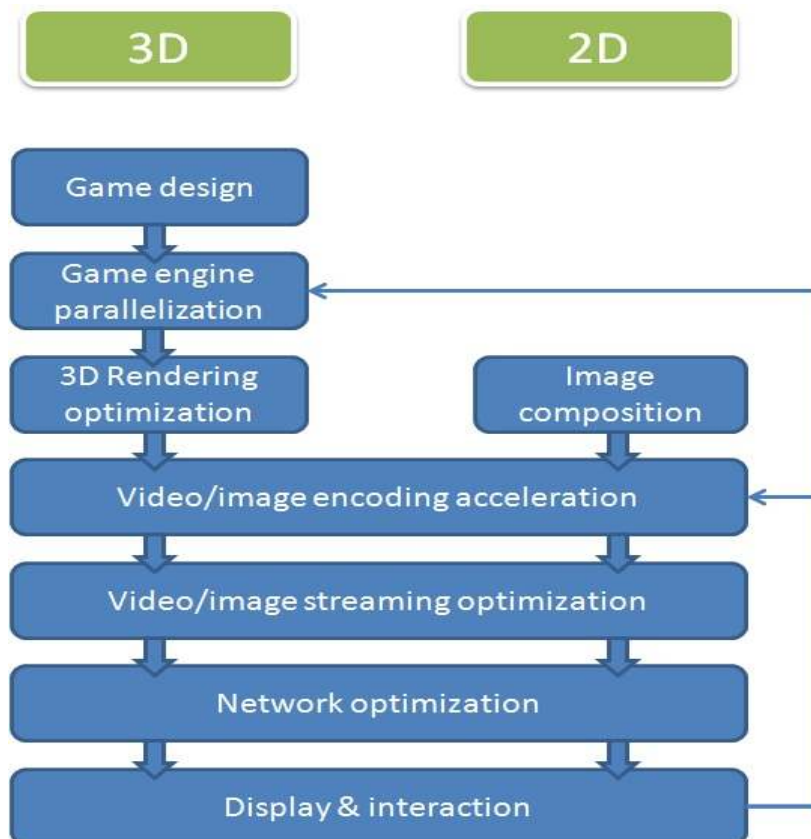 3D
2D
Game design
Game engine
parallelization
3D Rendering
optimization
Image
composition
Video/image encoding acceleration
Video/image streaming optimization
Network optimization
Display & interaction